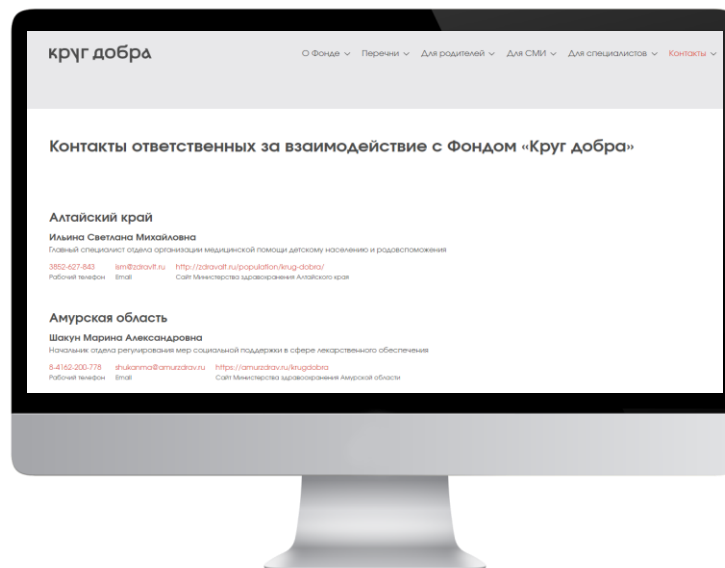 круг добра
О Фонде Перечни Для родителей Для СМИ Для специалистов Контакты
Контакты ответственных за взаимодействие с Фондом «Круг добра»
Алтайский край
Ильина Светлана Михайловна
Главный специалист отдела организации медицинской помощи детскому населению и родовспоможения
3852-627-843 ism@zdravalt.ru http://zdravalt.ru/population/krug-dobra/
Рабочий телефон Email Сайт Министерства здравоохранения Алтайского края
Амурская область
Шакун Марина Александровна
Начальник отдела регулирования мер социальной поддержки в сфере лекарственного обеспечения
8-4162-200-778 shukanma@amurzdrav.ru https://amurzdrav.ru/krugdobra
Рабочий телефон Email Сайт Министерства здравоохранения Амурской области